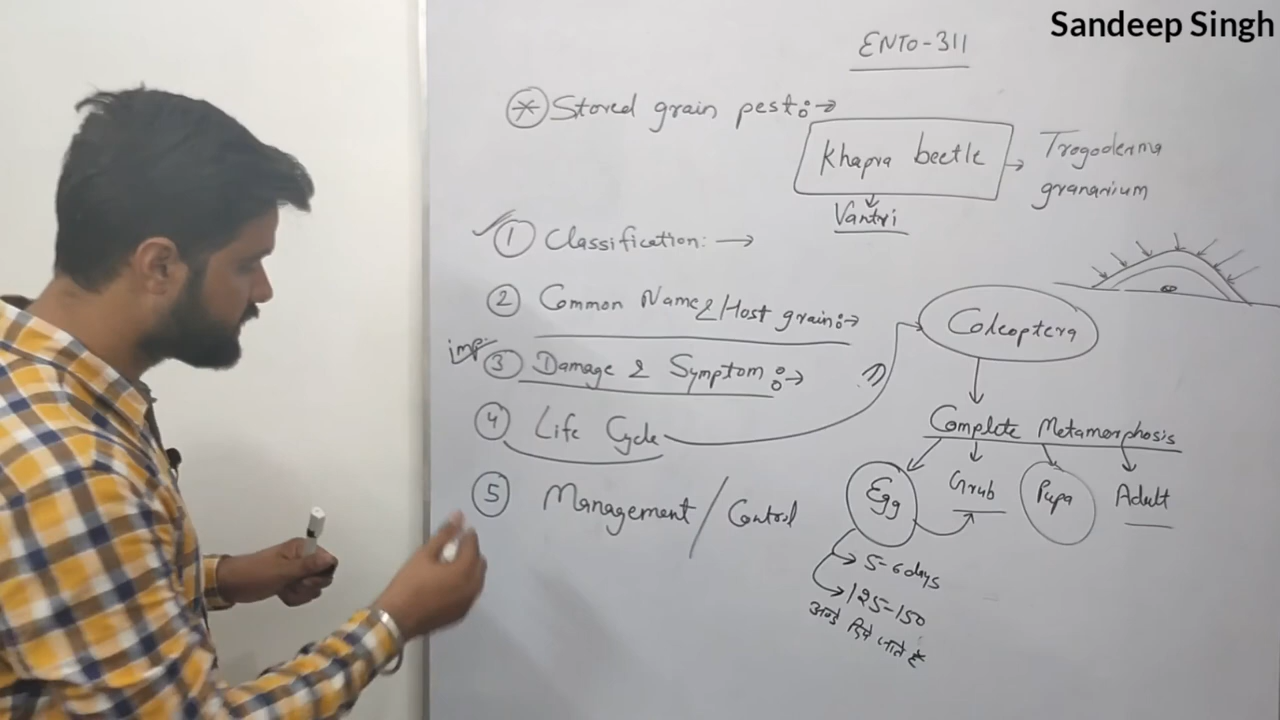 Sandeep Singh
ENTO-311
* Stored grain pest :→
Khapra beetle → Trogoderma
granarium
Vantri
① Classification: →
② Common Name & Host grain :→
Coleoptera
imp. ③ Damage & Symptom :→
④ Life Cycle
Complete Metamorphosis
⑤ Management / Control
Egg Grub Pupa Adult
→ 5-6 days
→ 125-150
अण्डे दिये जाते है